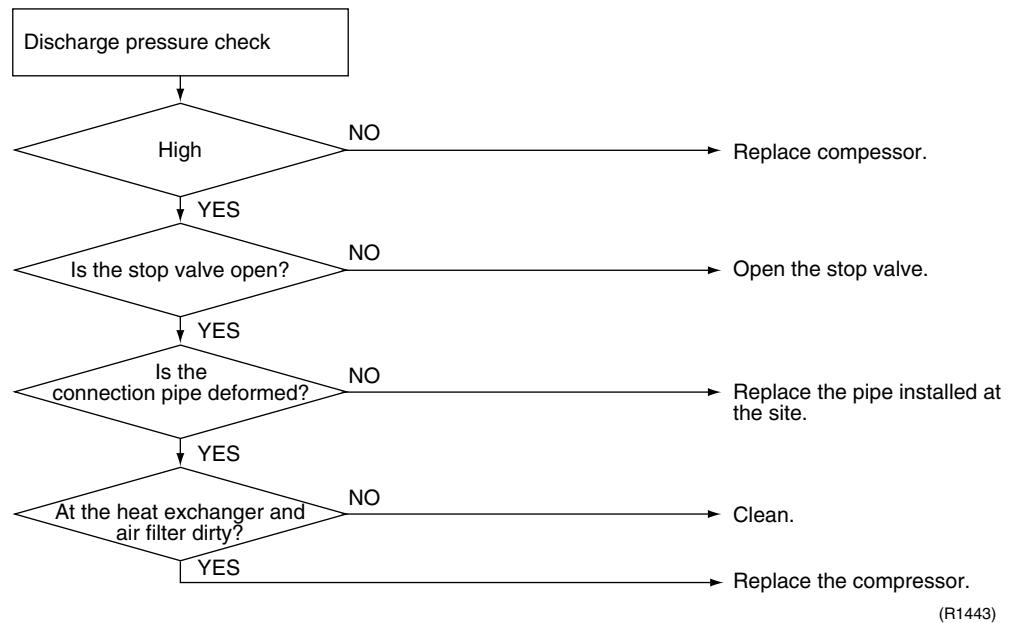 Discharge pressure check
High
NO
Replace compessor.
YES
Is the stop valve open?
NO
Open the stop valve.
YES
Is the
connection pipe deformed?
NO
Replace the pipe installed at
the site.
YES
At the heat exchanger and
air filter dirty?
NO
Clean.
YES
Replace the compressor.
(R1443)